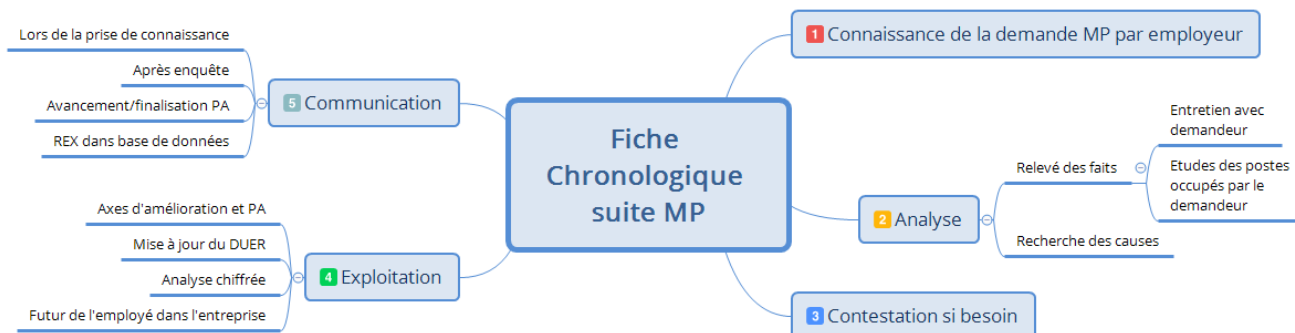 Fiche
Chronologique
suite MP
1 Connaissance de la demande MP par employeur
2 Analyse
Relevé des faits
Entretien avec
demandeur
Etudes des postes
occupés par le
demandeur
Recherche des causes
3 Contestation si besoin
4 Exploitation
Axes d'amélioration et PA
Mise à jour du DUER
Analyse chiffrée
Futur de l'employé dans l'entreprise
5 Communication
Lors de la prise de connaissance
Après enquête
Avancement/finalisation PA
REX dans base de données